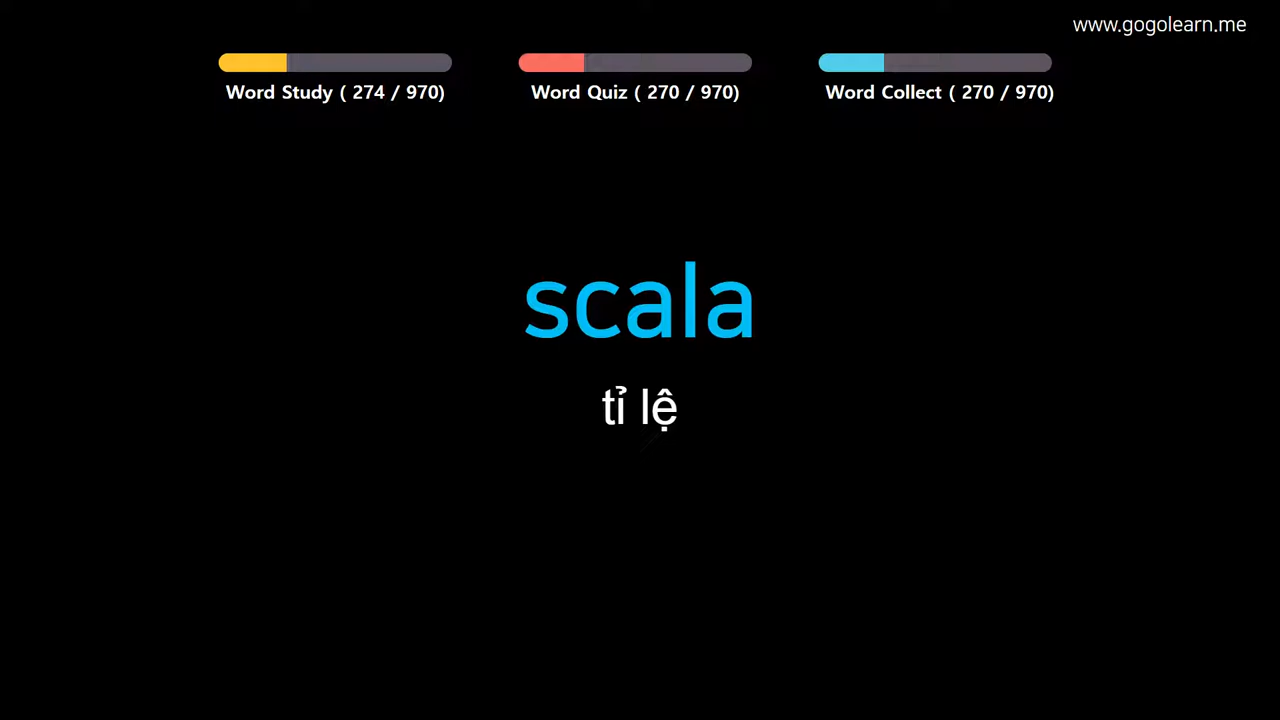 www.gogolearn.me
Word Study ( 274 / 970)
Word Quiz ( 270 / 970)
Word Collect ( 270 / 970)
scala
tỉ lệ